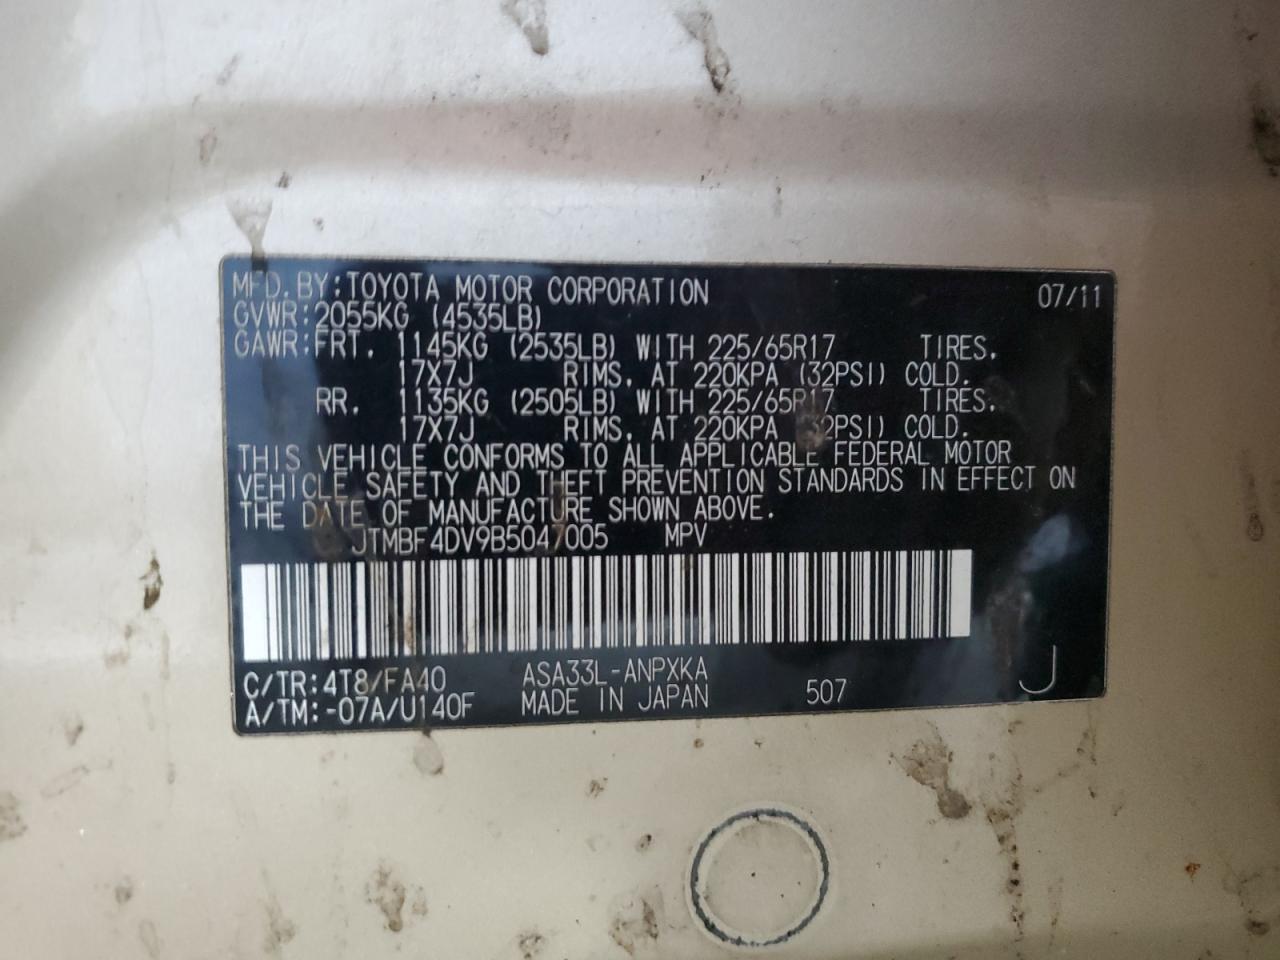 MFD. BY: TOYOTA MOTOR CORPORATION 07/11
GVWR: 2055KG (4535LB)
GAWR: FRT. 1145KG (2535LB) WITH 225/65R17 TIRES.
17X7J RIMS. AT 220KPA (32PSI) COLD.
RR. 1135KG (2505LB) WITH 225/65R17 TIRES.
17X7J RIMS. AT 220KPA (32PSI) COLD.
THIS VEHICLE CONFORMS TO ALL APPLICABLE FEDERAL MOTOR
VEHICLE SAFETY AND THEFT PREVENTION STANDARDS IN EFFECT ON
THE DATE OF MANUFACTURE SHOWN ABOVE.
JTMBF4DV9B5047005 MPV
C/TR: 4T8/FA40 ASA33L-ANPXKA
A/TM: -07A/U140F MADE IN JAPAN 507 J